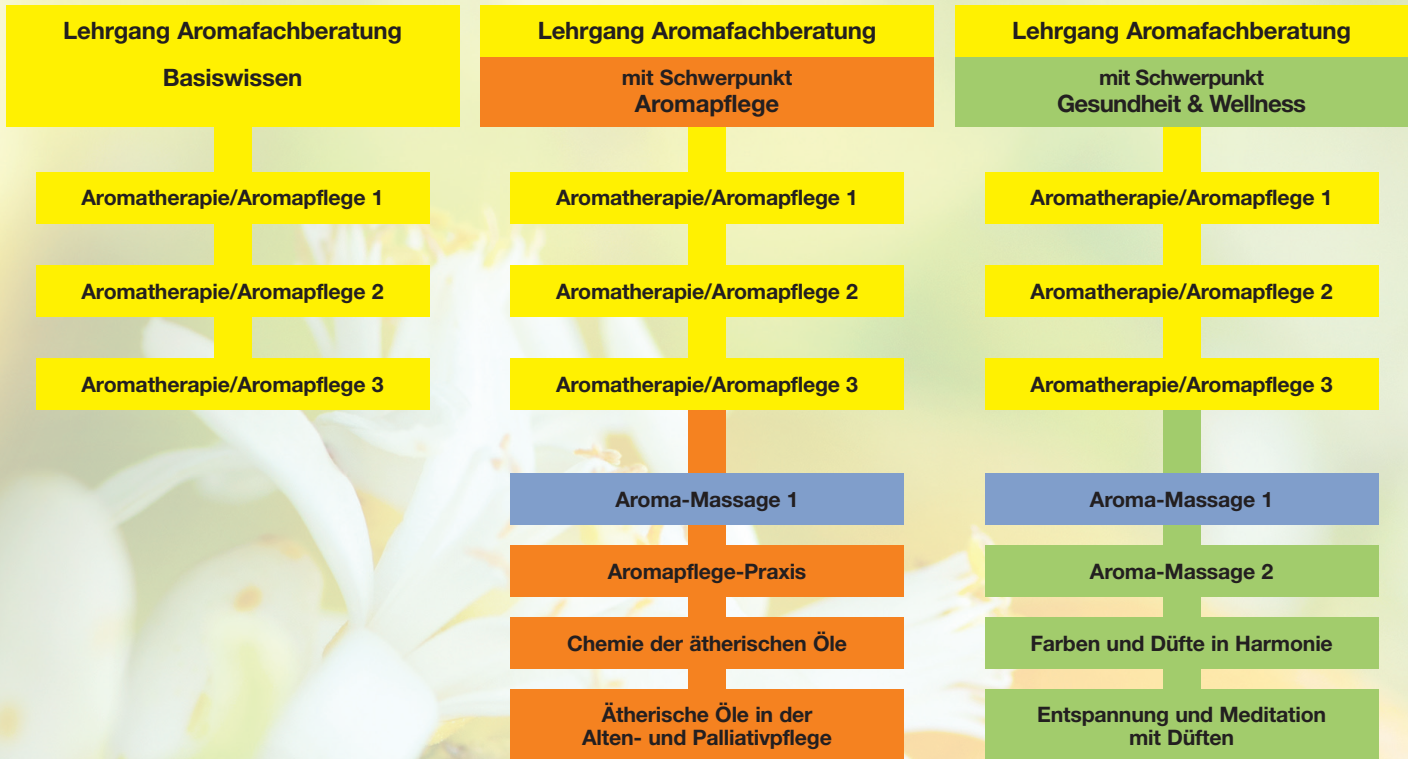 Lehrgang Aromafachberatung
Basiswissen
Aromatherapie/Aromapflege 1
Aromatherapie/Aromapflege 2
Aromatherapie/Aromapflege 3
Lehrgang Aromafachberatung
mit Schwerpunkt
Aromapflege
Aromatherapie/Aromapflege 1
Aromatherapie/Aromapflege 2
Aromatherapie/Aromapflege 3
Aroma-Massage 1
Aromapflege-Praxis
Chemie der ätherischen Öle
Ätherische Öle in der
Alten- und Palliativpflege
Lehrgang Aromafachberatung
mit Schwerpunkt
Gesundheit & Wellness
Aromatherapie/Aromapflege 1
Aromatherapie/Aromapflege 2
Aromatherapie/Aromapflege 3
Aroma-Massage 1
Aroma-Massage 2
Farben und Düfte in Harmonie
Entspannung und Meditation
mit Düften